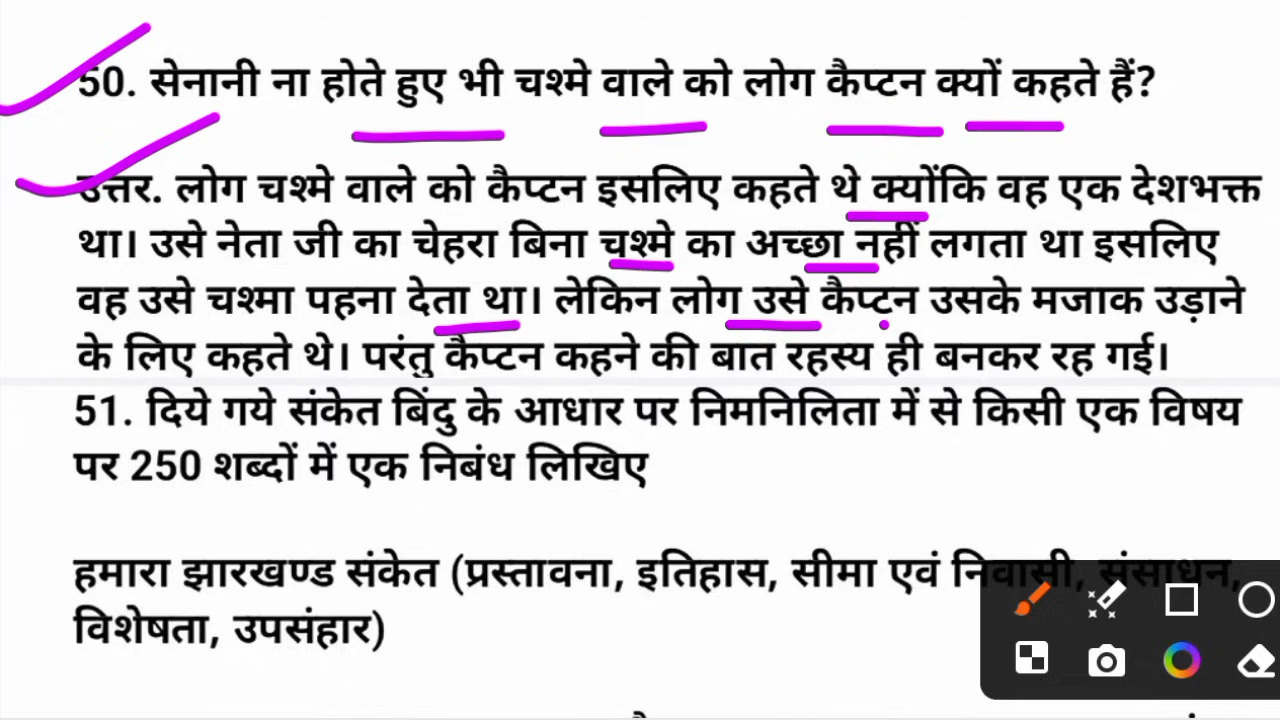 50. सेनानी ना होते हुए भी चश्मे वाले को लोग कैप्टन क्यों कहते हैं?
उत्तर. लोग चश्मे वाले को कैप्टन इसलिए कहते थे क्योंकि वह एक देशभक्त
था। उसे नेता जी का चेहरा बिना चश्मे का अच्छा नहीं लगता था इसलिए
वह उसे चश्मा पहना देता था। लेकिन लोग उसे कैप्टन उसके मजाक उड़ाने
के लिए कहते थे। परंतु कैप्टन कहने की बात रहस्य ही बनकर रह गई।
51. दिये गये संकेत बिंदु के आधार पर निमनिलिता में से किसी एक विषय
पर 250 शब्दों में एक निबंध लिखिए
हमारा झारखण्ड संकेत (प्रस्तावना, इतिहास, सीमा एवं निवासी, संसाधन,
विशेषता, उपसंहार)